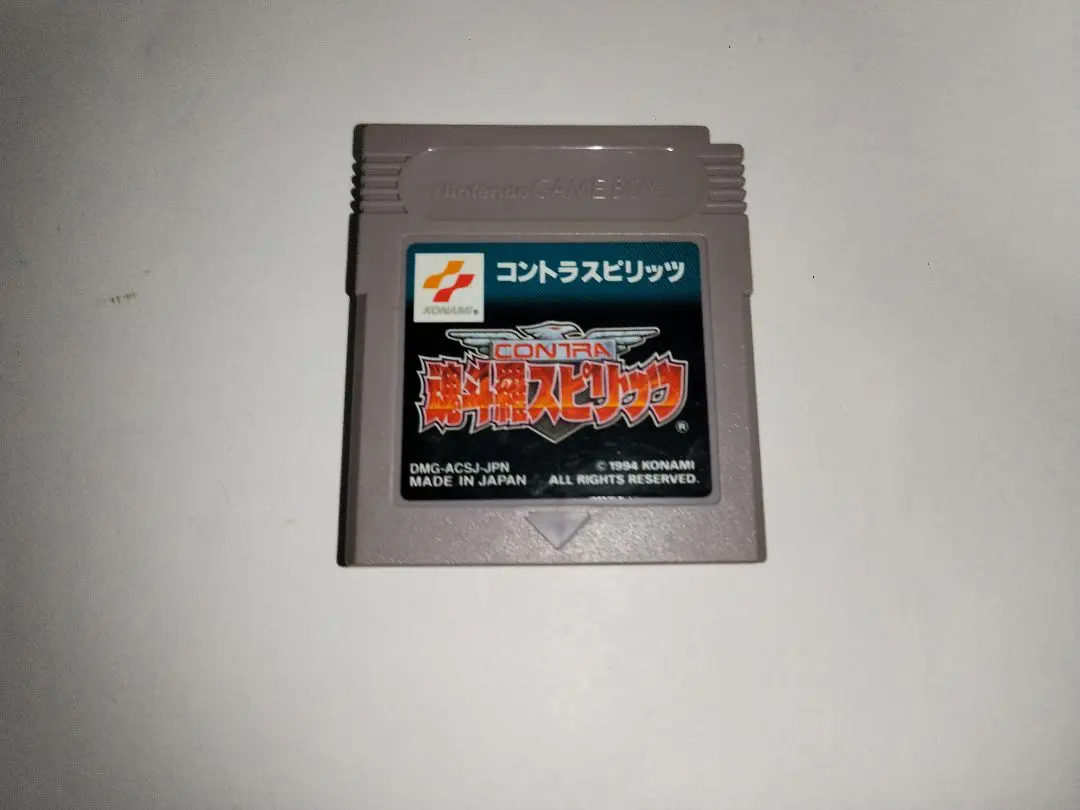 Nintendo GAME BOY
KONAMI®
コントラスピリッツ
CONTRA
魂斗羅スピリッツ
®
DMG-ACSJ-JPN
© 1994 KONAMI
MADE IN JAPAN
ALL RIGHTS RESERVED.